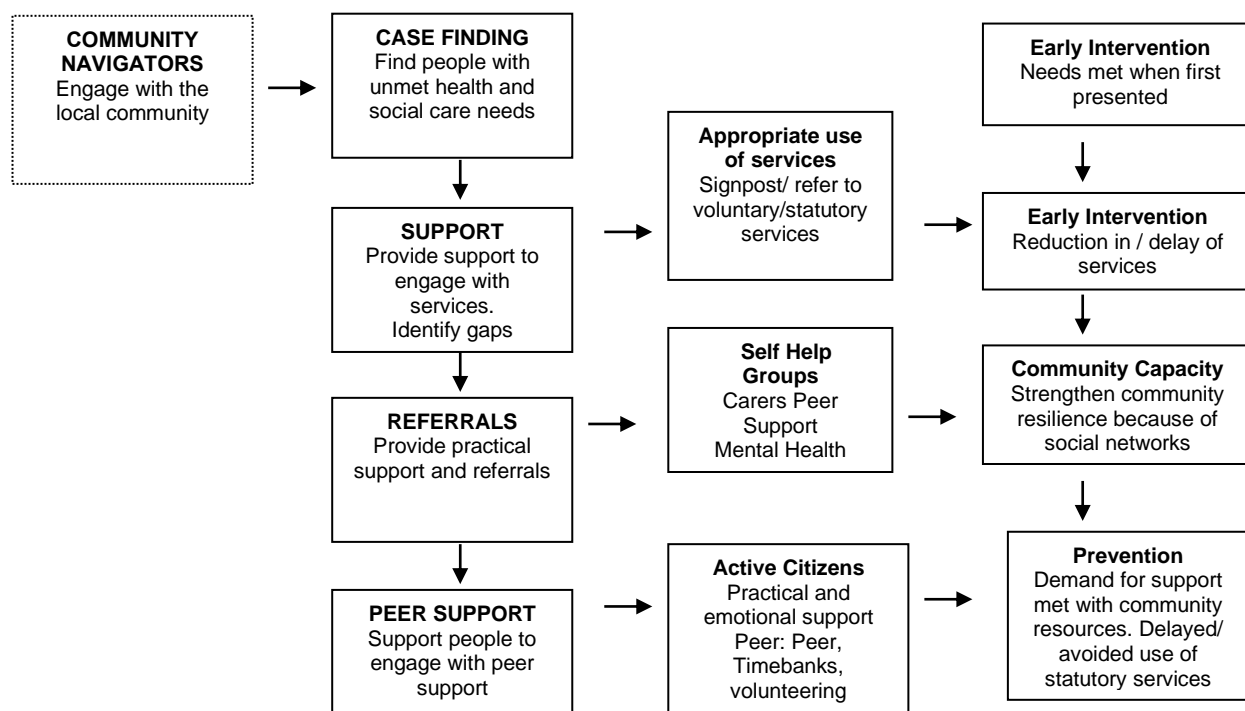 COMMUNITY
NAVIGATORS
Engage with the
local community
CASE FINDING
Find people with
unmet health and
social care needs
Early Intervention
Needs met when first
presented
Appropriate use
of services
Signpost/ refer to
voluntary/statutory
services
SUPPORT
Provide support to
engage with
services.
Identify gaps
Early Intervention
Reduction in / delay of
services
Self Help
Groups
Carers Peer
Support
Mental Health
Community Capacity
Strengthen community
resilience because of
social networks
REFERRALS
Provide practical
support and referrals
Active Citizens
Practical and
emotional support
Peer: Peer,
Timebanks,
volunteering
Prevention
Demand for support
met with community
resources. Delayed/
avoided use of
statutory services
PEER SUPPORT
Support people to
engage with peer
support